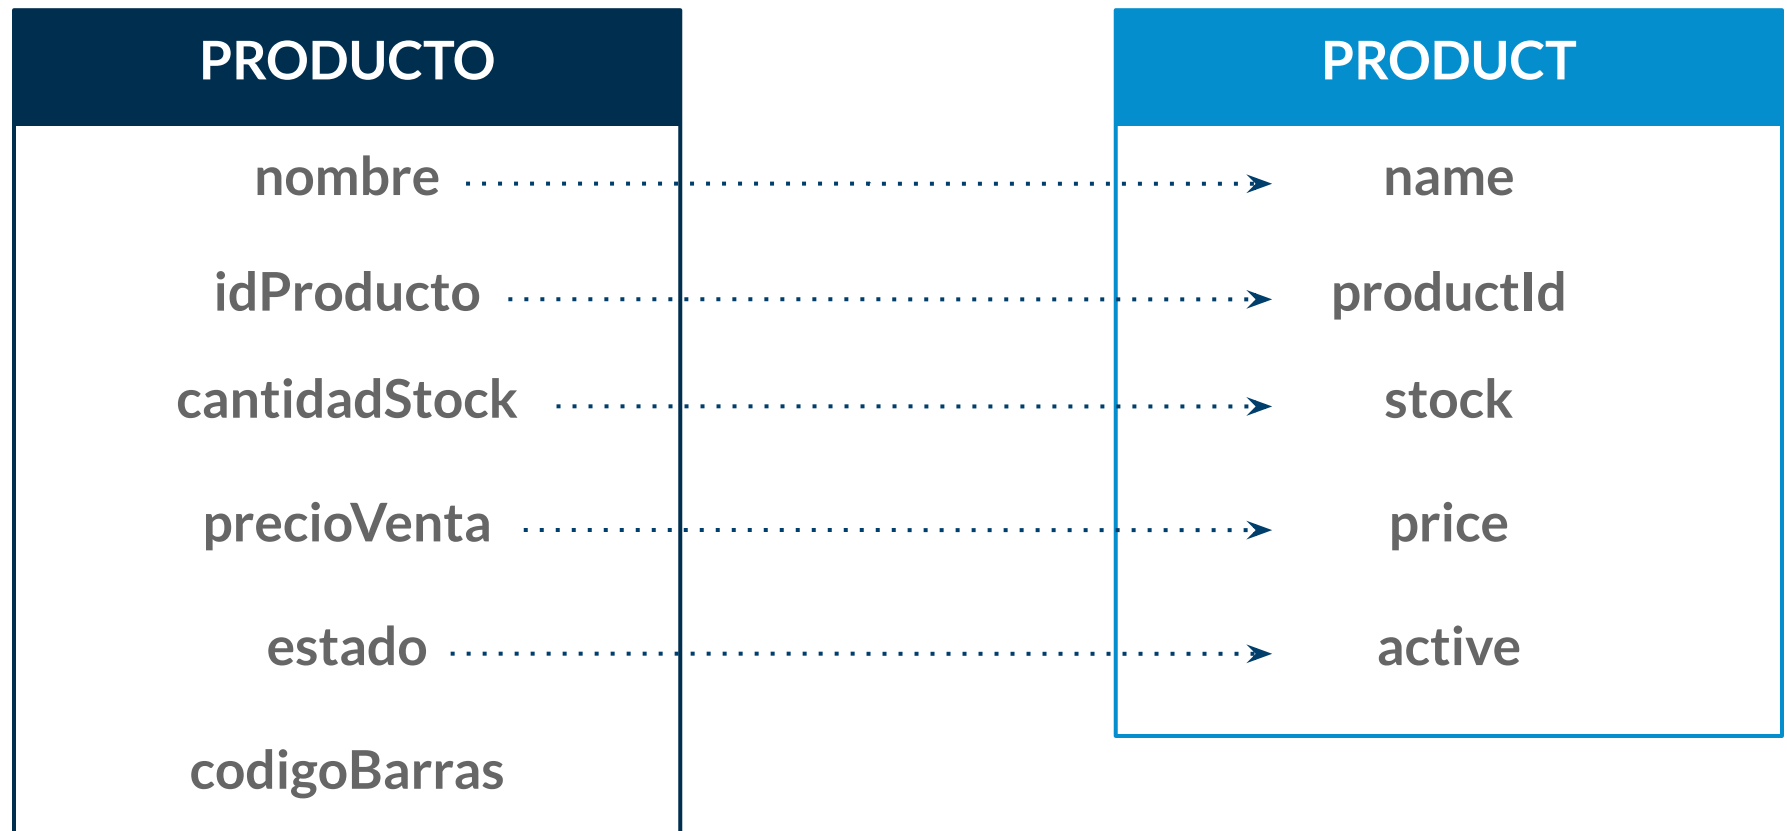 PRODUCTO
nombre
idProducto
cantidadStock
precioVenta
estado
codigoBarras
PRODUCT
name
productId
stock
price
active